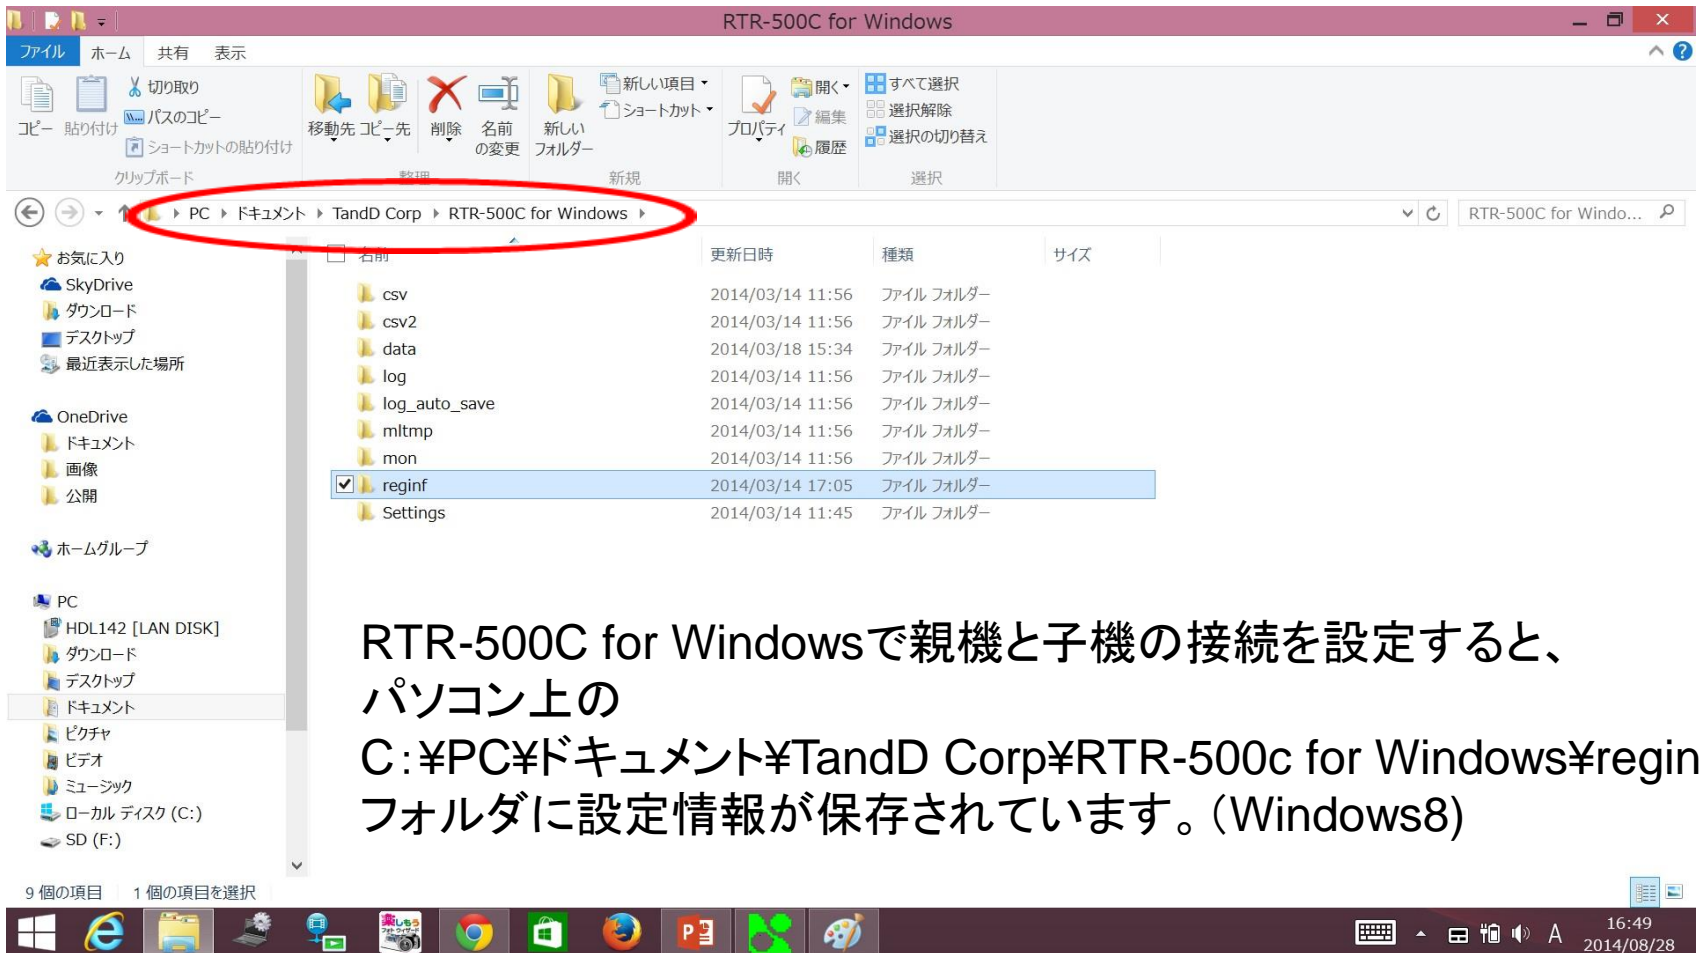 RTR-500C for Windows
ファイル ホーム 共有 表示
コピー 貼り付け 切り取り パスのコピー ショートカットの貼り付け
移動先 コピー先 削除 名前の変更 新しいフォルダー 新しい項目 ショートカット
プロパティ 開く 編集 履歴 すべて選択 選択解除 選択の切り替え
クリップボード 整理 新規 開く 選択
PC ドキュメント TandD Corp RTR-500C for Windows
RTR-500C for Windo...
お気に入り
SkyDrive
ダウンロード
デスクトップ
最近表示した場所
OneDrive
ドキュメント
画像
公開
ホームグループ
PC
HDL142 [LAN DISK]
ダウンロード
デスクトップ
ドキュメント
ピクチャ
ビデオ
ミュージック
ローカル ディスク (C:)
SD (F:)
名前 更新日時 種類 サイズ
csv 2014/03/14 11:56 ファイル フォルダー
csv2 2014/03/14 11:56 ファイル フォルダー
data 2014/03/18 15:34 ファイル フォルダー
log 2014/03/14 11:56 ファイル フォルダー
log_auto_save 2014/03/14 11:56 ファイル フォルダー
mltmp 2014/03/14 11:56 ファイル フォルダー
mon 2014/03/14 11:56 ファイル フォルダー
reginf 2014/03/14 17:05 ファイル フォルダー
Settings 2014/03/14 11:45 ファイル フォルダー
RTR-500C for Windowsで親機と子機の接続を設定すると、
パソコン上の
C:¥PC¥ドキュメント¥TandD Corp¥RTR-500c for Windows¥regin
フォルダに設定情報が保存されています。(Windows8)
9 個の項目 1 個の項目を選択
A
16:49
2014/08/28